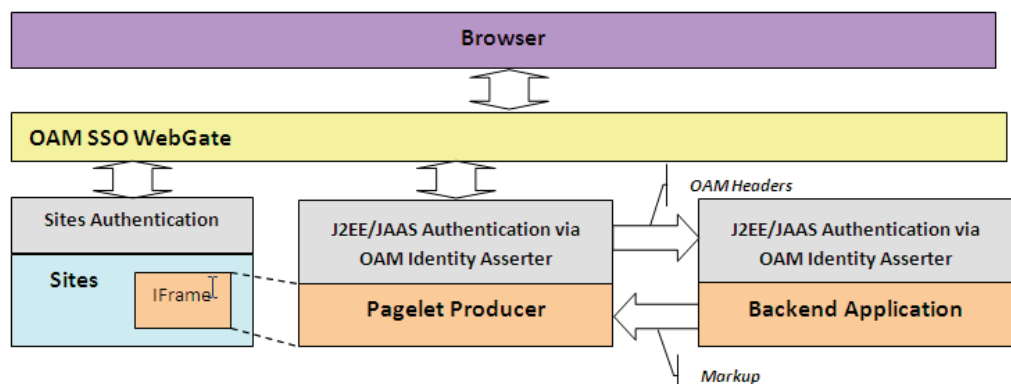 Browser
OAM SSO WebGate
OAM Headers
Sites Authentication
J2EE/JAAS Authentication via
OAM Identity Asserter
J2EE/JAAS Authentication via
OAM Identity Asserter
Sites
IFrame
Pagelet Producer
Backend Application
Markup